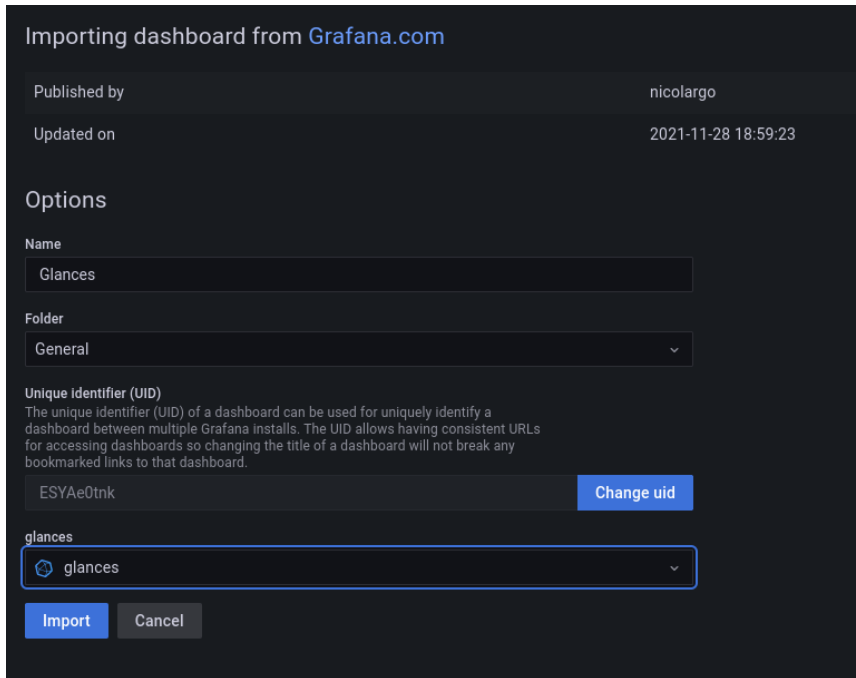 Importing dashboard from Grafana.com
Published by nicolargo
Updated on 2021-11-28 18:59:23
Options
Name
Glances
Folder
General
Unique identifier (UID)
The unique identifier (UID) of a dashboard can be used for uniquely identify a
dashboard between multiple Grafana installs. The UID allows having consistent URLs
for accessing dashboards so changing the title of a dashboard will not break any
bookmarked links to that dashboard.
ESYAe0tnk Change uid
glances
glances
Import Cancel